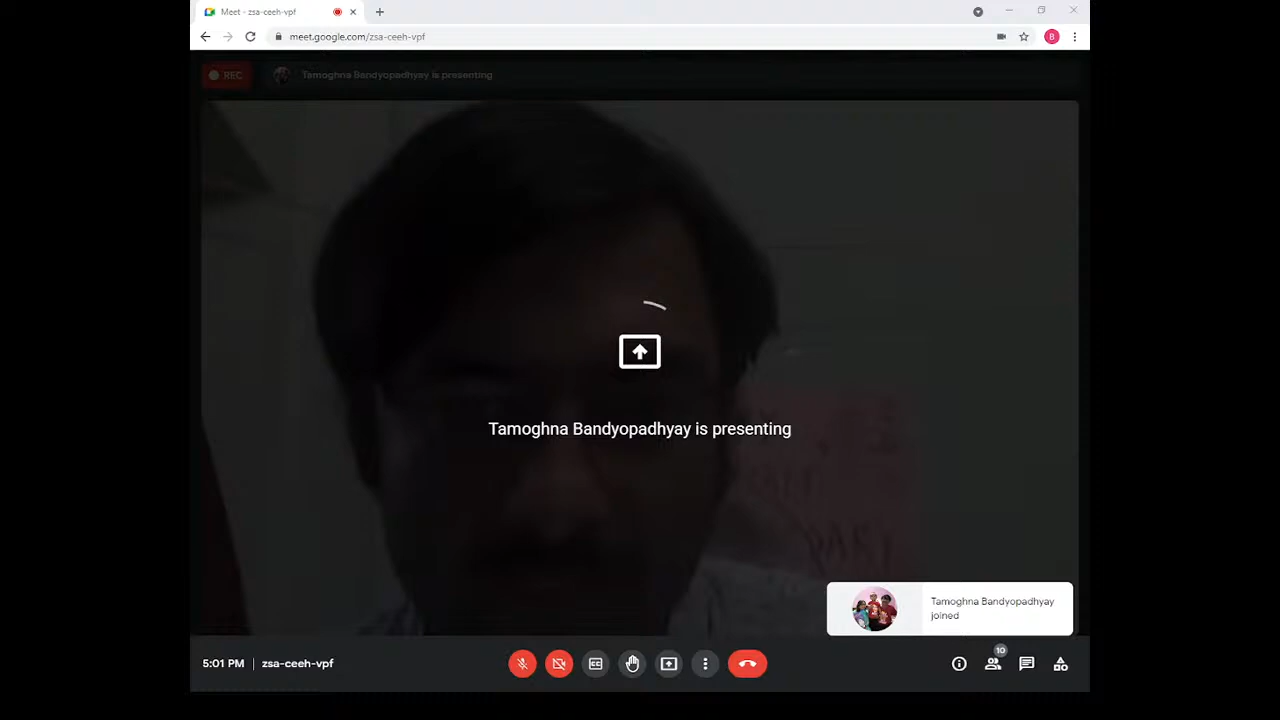 Meet - zsa-ceeh-vpf
meet.google.com/zsa-ceeh-vpf
B
REC
Tamoghna Bandyopadhyay is presenting
Tamoghna Bandyopadhyay is presenting
Tamoghna Bandyopadhyay
joined
5:01 PM | zsa-ceeh-vpf
CC
10